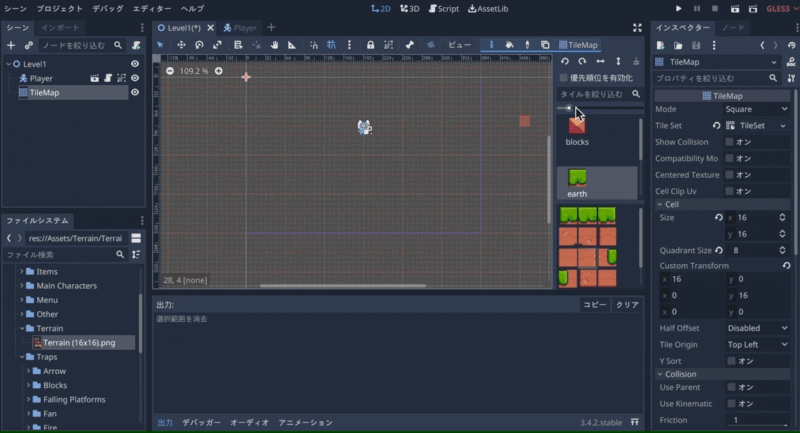 シーン プロジェクト デバッグ エディター ヘルプ
2D 3D Script AssetLib
GLES3
シーン インポート
ノードを絞り込む
Level1
Player
TileMap
ファイルシステム
res://Assets/Terrain/Terrai
ファイル検索
Items
Main Characters
Menu
Other
Terrain
Terrain (16x16).png
Traps
Arrow
Blocks
Falling Platforms
Fan
Fire
Level1(*)
Player
ビュー
TileMap
109.2 %
28, 4 [none]
優先順位を有効化
タイルを絞り込む
blocks
earth
出力:
コピー クリア
選択範囲を消去
出力 デバッガー オーディオ アニメーション
3.4.2.stable
インスペクター ノード
TileMap
プロパティを絞り込む
TileMap
Mode Square
Tile Set TileSet
Show Collision オン
Compatibility Mo オン
Centered Texture オン
Cell Clip Uv オン
Cell
Size x 16
y 16
Quadrant Size 8
Custom Transform
x 16 y 0
x 0 y 16
x 0 y 0
Half Offset Disabled
Tile Origin Top Left
Y Sort オン
Collision
Use Parent オン
Use Kinematic オン
Friction 1